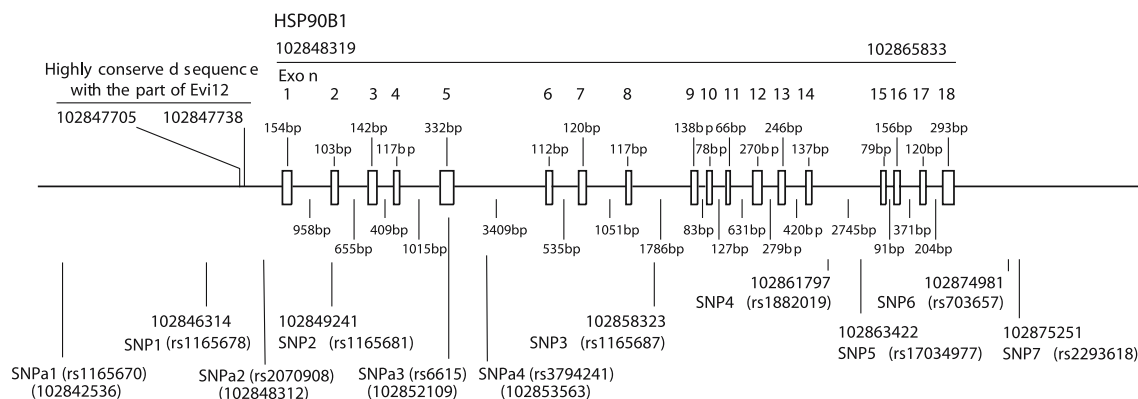 HSP90B1
102848319 102865833
Highly conserve d sequence
with the part of Evi12
Exo n
102847705 102847738
1 2 3 4 5 6 7 8 9 10 11 12 13 14 15 16 17 18
154bp 142bp 332bp 120bp 138bp 66bp 246bp 156bp 293bp
103bp 117bp 112bp 117bp 78bp 270bp 137bp 79bp 120bp
958bp 409bp 3409bp 1051bp 83bp 631bp 420bp 2745bp 371bp
655bp 1015bp 535bp 1786bp 127bp 279bp 91bp 204bp
102861797 102874981
SNP4 (rs1882019) SNP6 (rs703657)
102846314 102849241 102858323
SNP1 (rs1165678) SNP2 (rs1165681) SNP3 (rs1165687)
102863422 102875251
SNP5 (rs17034977) SNP7 (rs2293618)
SNPa1 (rs1165670) SNPa2 (rs2070908) SNPa3 (rs6615) SNPa4 (rs3794241)
(102842536) (102848312) (102852109) (102853563)